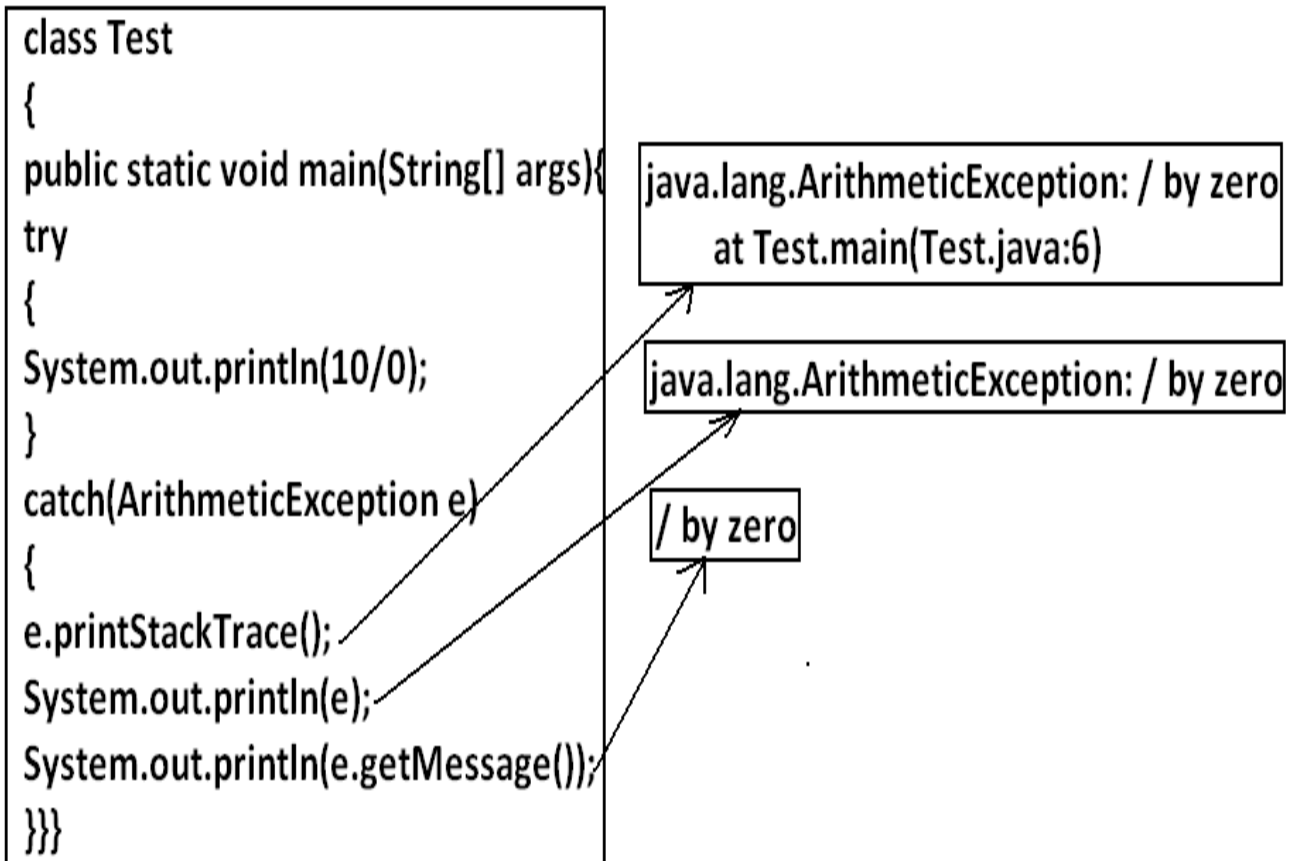 class Test
{
public static void main(String[] args){
try
{
System.out.println(10/0);
}
catch(ArithmeticException e)
{
e.printStackTrace();
System.out.println(e);
System.out.println(e.getMessage());
}}}
java.lang.ArithmeticException: / by zero
at Test.main(Test.java:6)
java.lang.ArithmeticException: / by zero
/ by zero